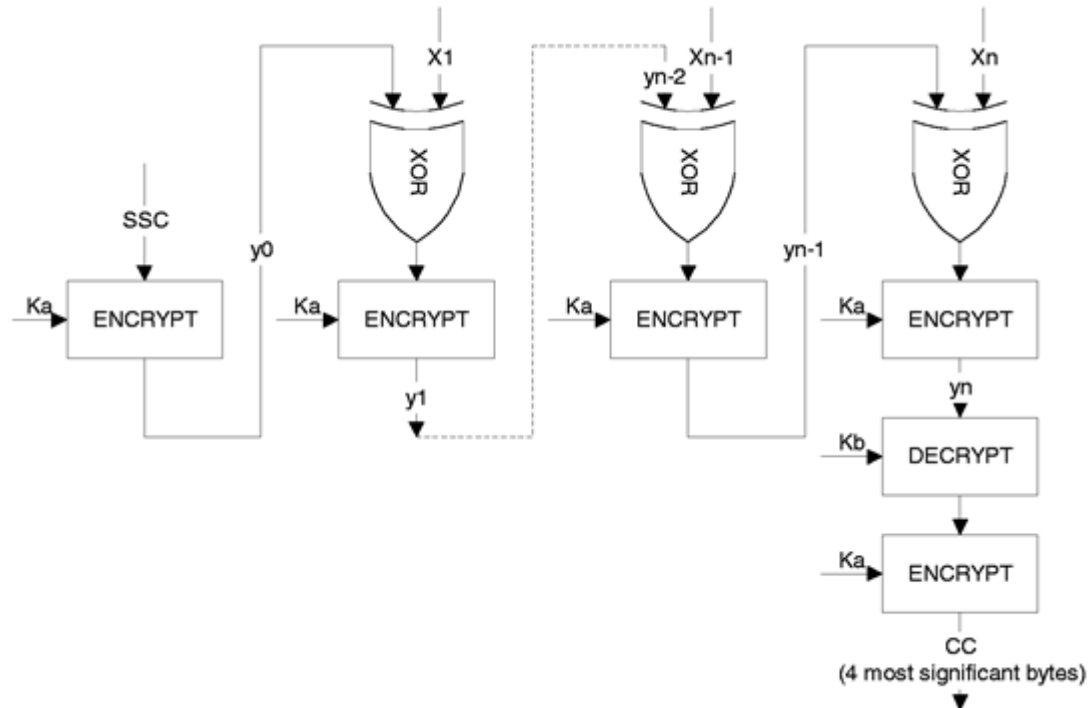 X1
Xn-1
Xn
yn-2
XOR
XOR
XOR
SSC
y0
yn-1
Ka
ENCRYPT
Ka
ENCRYPT
Ka
ENCRYPT
Ka
ENCRYPT
y1
yn
Kb
DECRYPT
Ka
ENCRYPT
CC
(4 most significant bytes)